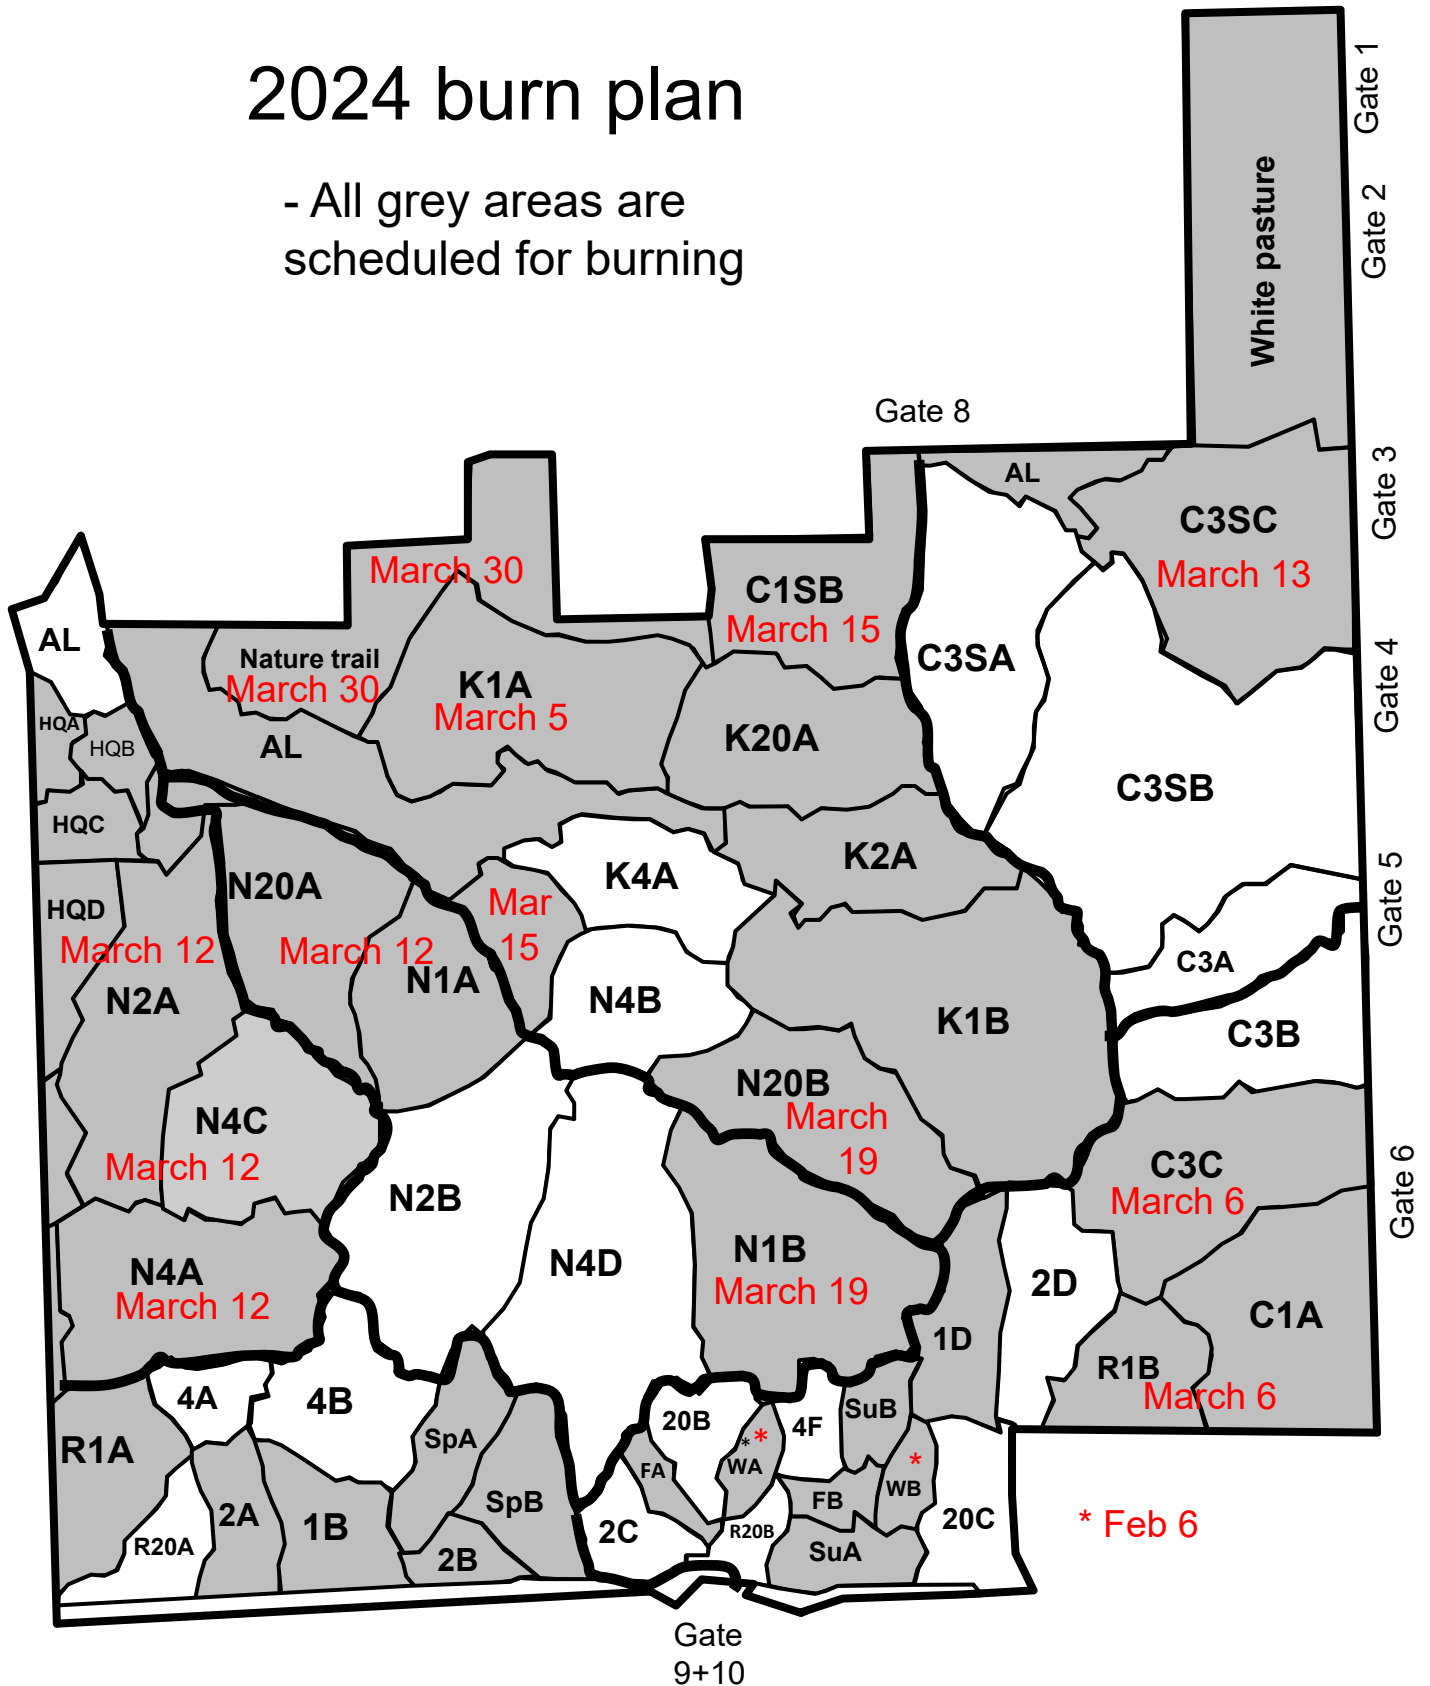 2024 burn plan
- All grey areas are
scheduled for burning
Gate 1
Gate 2
White pasture
Gate 8
Gate 3
AL
C3SC
March 13
March 30
C1SB
March 15
AL
Nature trail
March 30
K1A
March 5
C3SA
Gate 4
HQA
HQB
AL
K20A
C3SB
HQC
K4A
K2A
N20A
Mar
15
HQD
Gate 5
March 12
March 12
N1A
C3A
N2A
N4B
K1B
C3B
N20B
March
19
N4C
March 12
C3C
March 6
Gate 6
N2B
N4A
March 12
N4D
N1B
March 19
2D
C1A
1D
R1B
March 6
4A
4B
SuB
20B
4F
R1A
SpA
* *
WA
FA
*
WB
SpB
FB
2A
1B
2C
R20B
20C
* Feb 6
R20A
2B
SuA
Gate
9+10